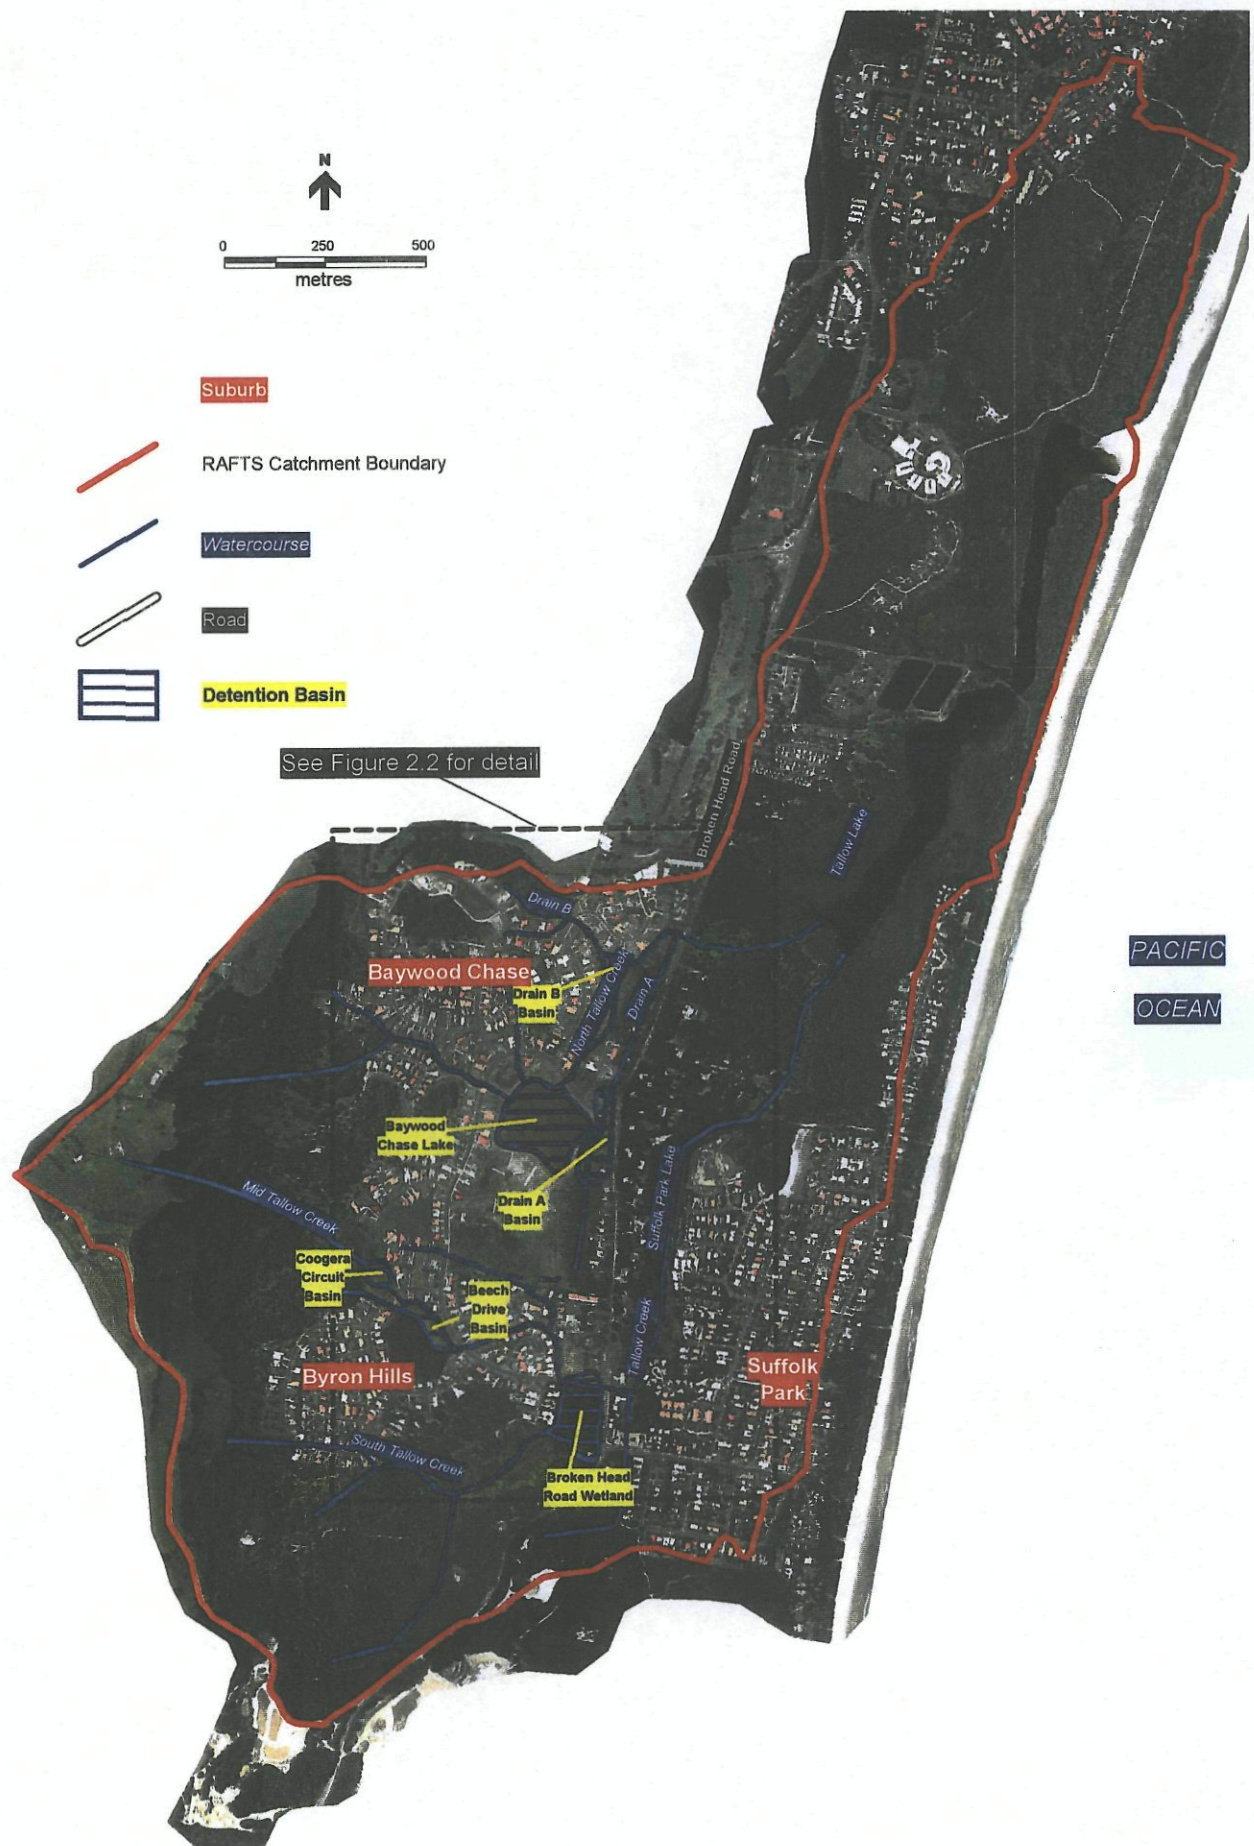 N
0 250 500
metres
Suburb
RAFTS Catchment Boundary
Watercourse
Road
Detention Basin
See Figure 2.2 for detail
Broken Head Road
Tallow Lake
Drain B
Baywood Chase
Drain B
Basin
North Tallow Creek
Drain A
PACIFIC
OCEAN
Baywood
Chase Lake
Drain A
Basin
Suffolk Park Lake
Mid Tallow Creek
Coogera
Circuit
Basin
Beech
Drive
Basin
Tallow Creek
Byron Hills
Suffolk
Park
South Tallow Creek
Broken Head
Road Wetland